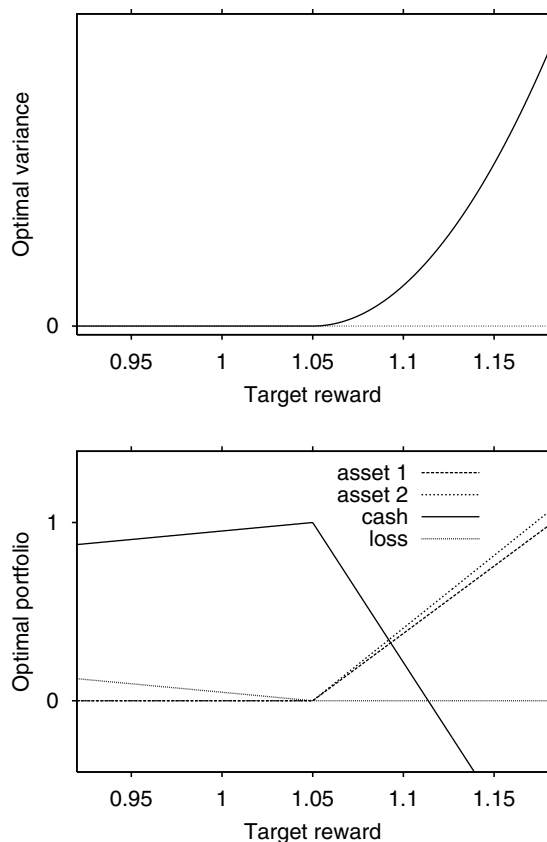 Optimal variance
0
0.95 1 1.05 1.1 1.15
Target reward
Optimal portfolio
asset 1
asset 2
cash
loss
1
0
0.95 1 1.05 1.1 1.15
Target reward